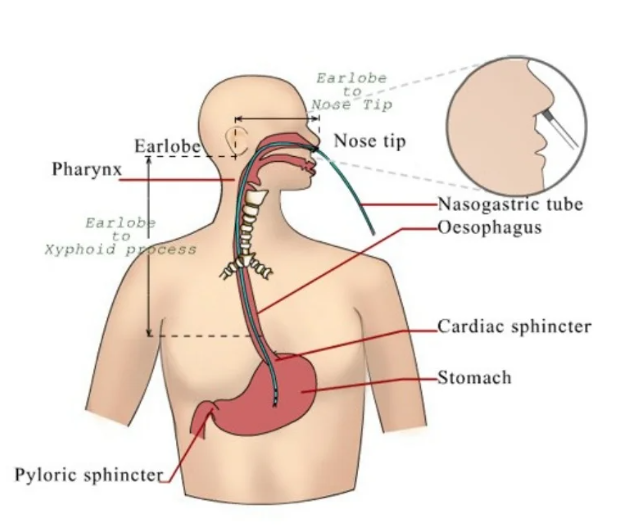 Earlobe
to
Nose Tip
Earlobe
Nose tip
Pharynx
Nasogastric tube
Earlobe
to
Xyphoid process
Oesophagus
Cardiac sphincter
Stomach
Pyloric sphincter